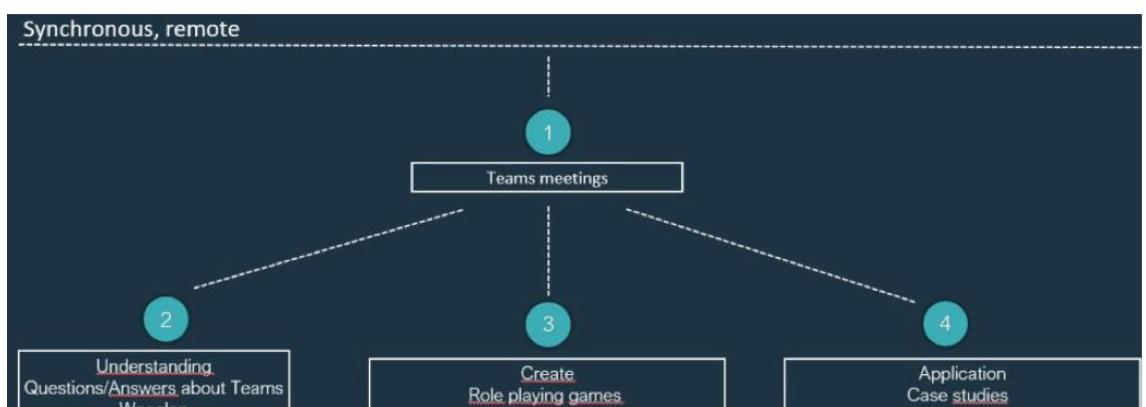 Synchronous, remote
1
Teams meetings
2
3
4
Understanding
Questions/Answers about Teams
Create
Role playing games
Application
Case studies